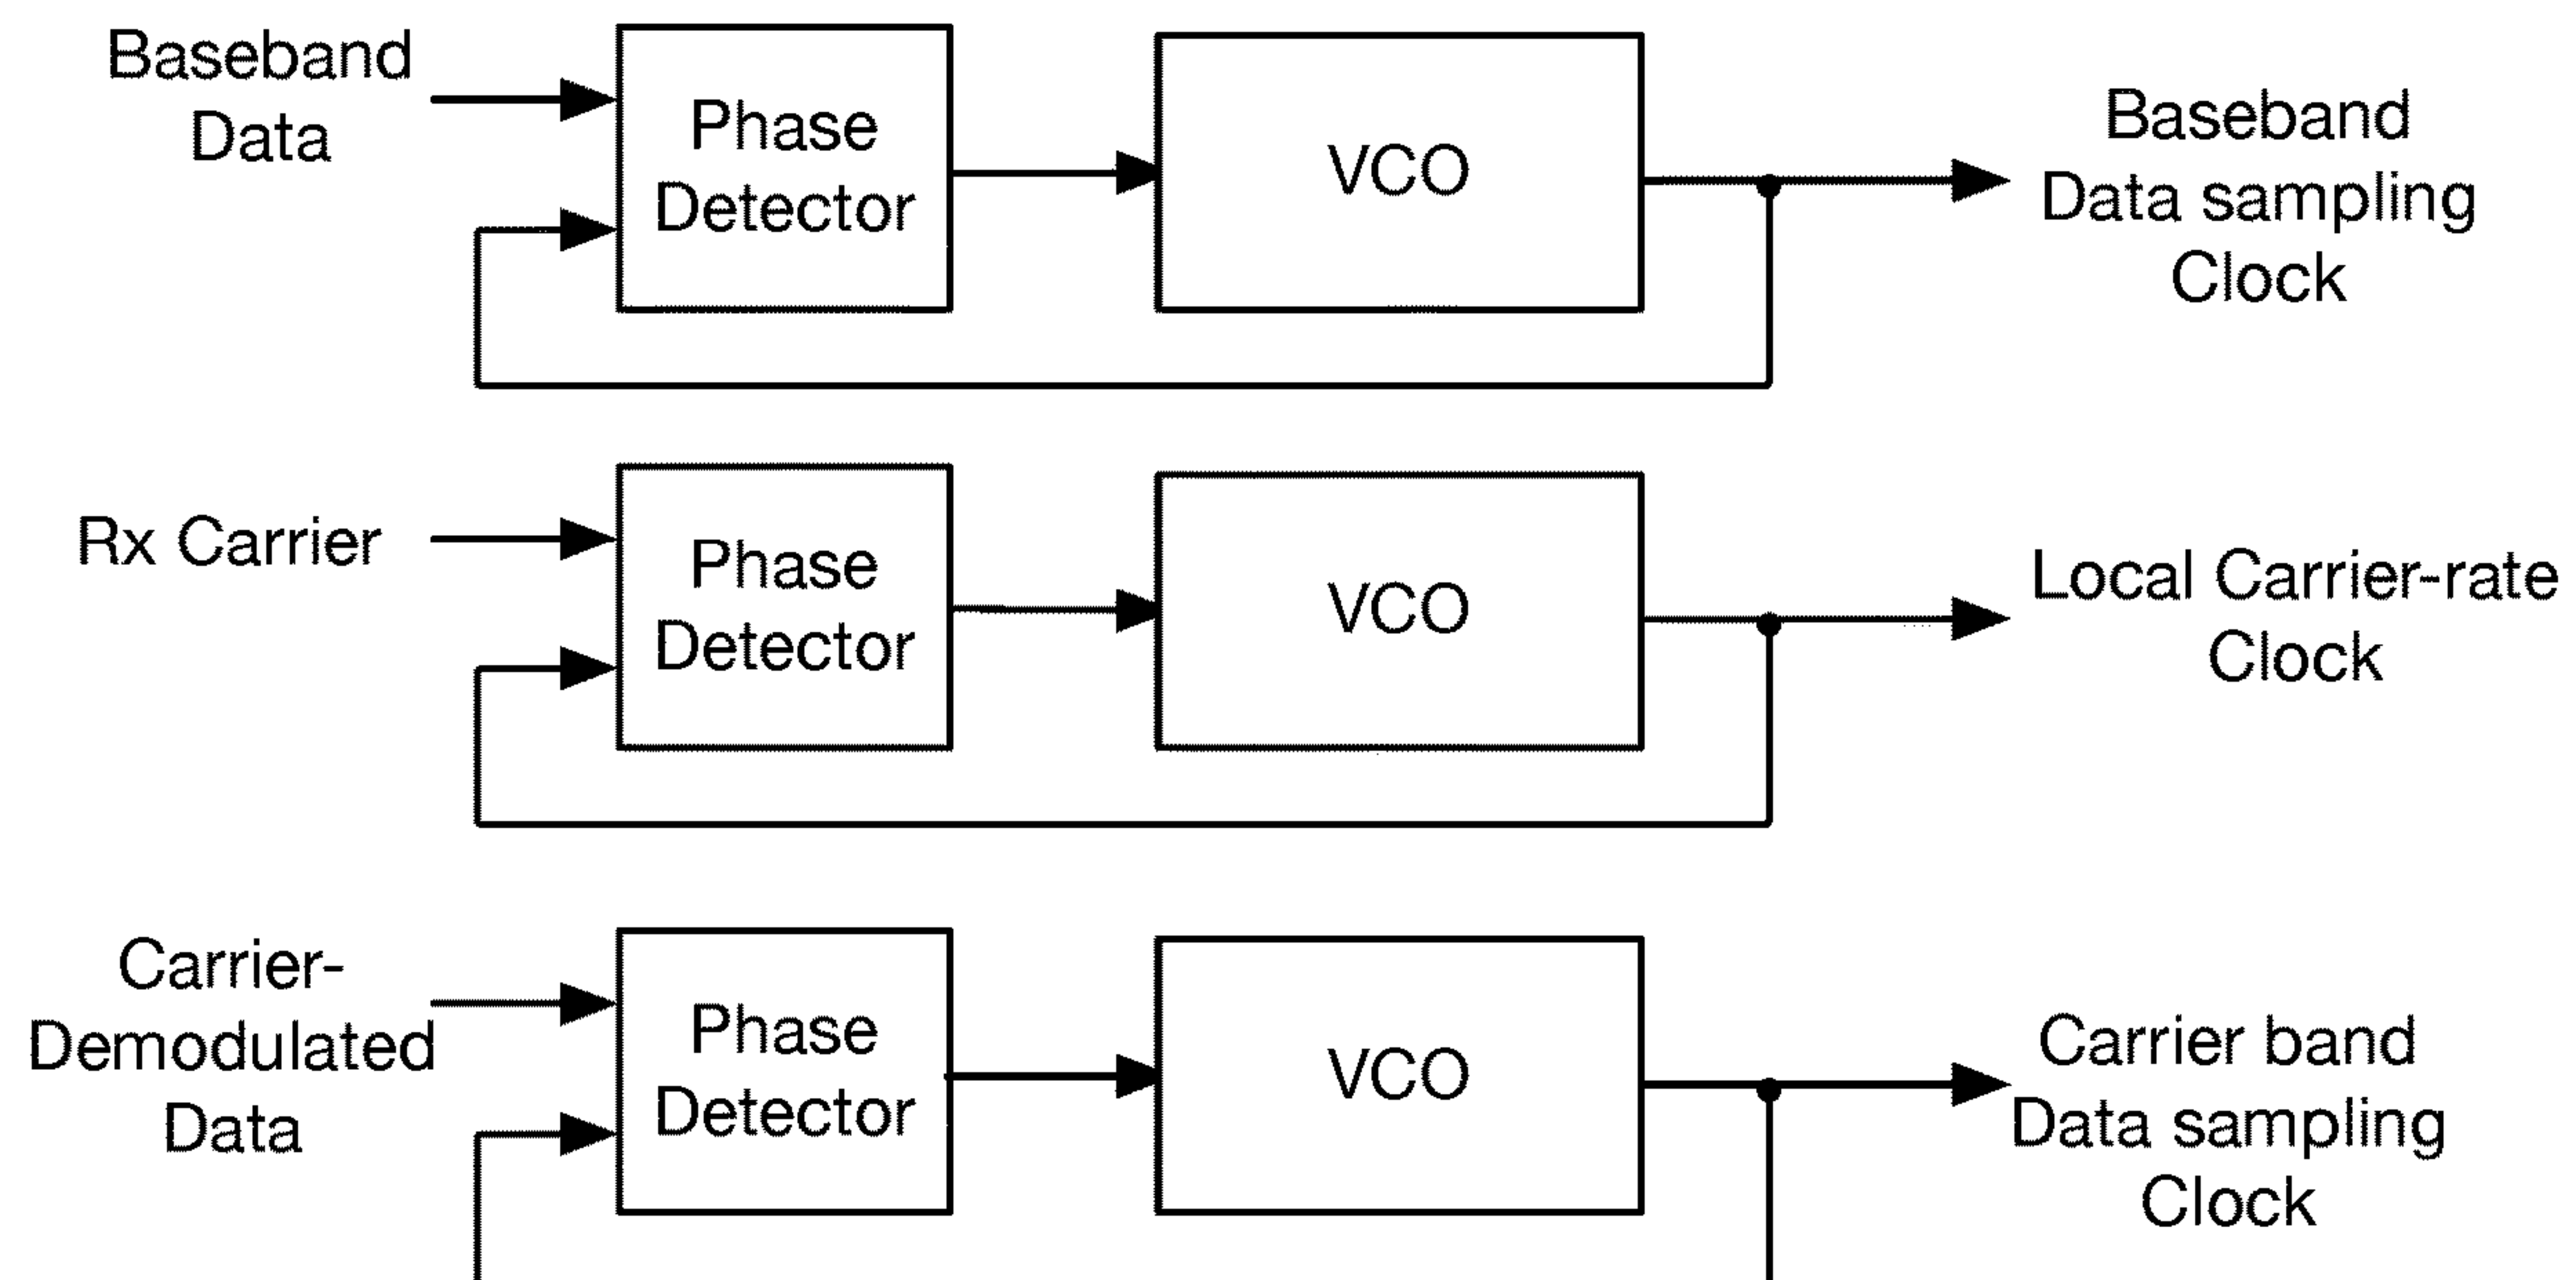 Baseband
Data
Phase
Detector
VCO
Baseband
Data sampling
Clock
Rx Carrier
Phase
Detector
VCO
Local Carrier-rate
Clock
Carrier-
Demodulated
Data
Phase
Detector
VCO
Carrier band
Data sampling
Clock